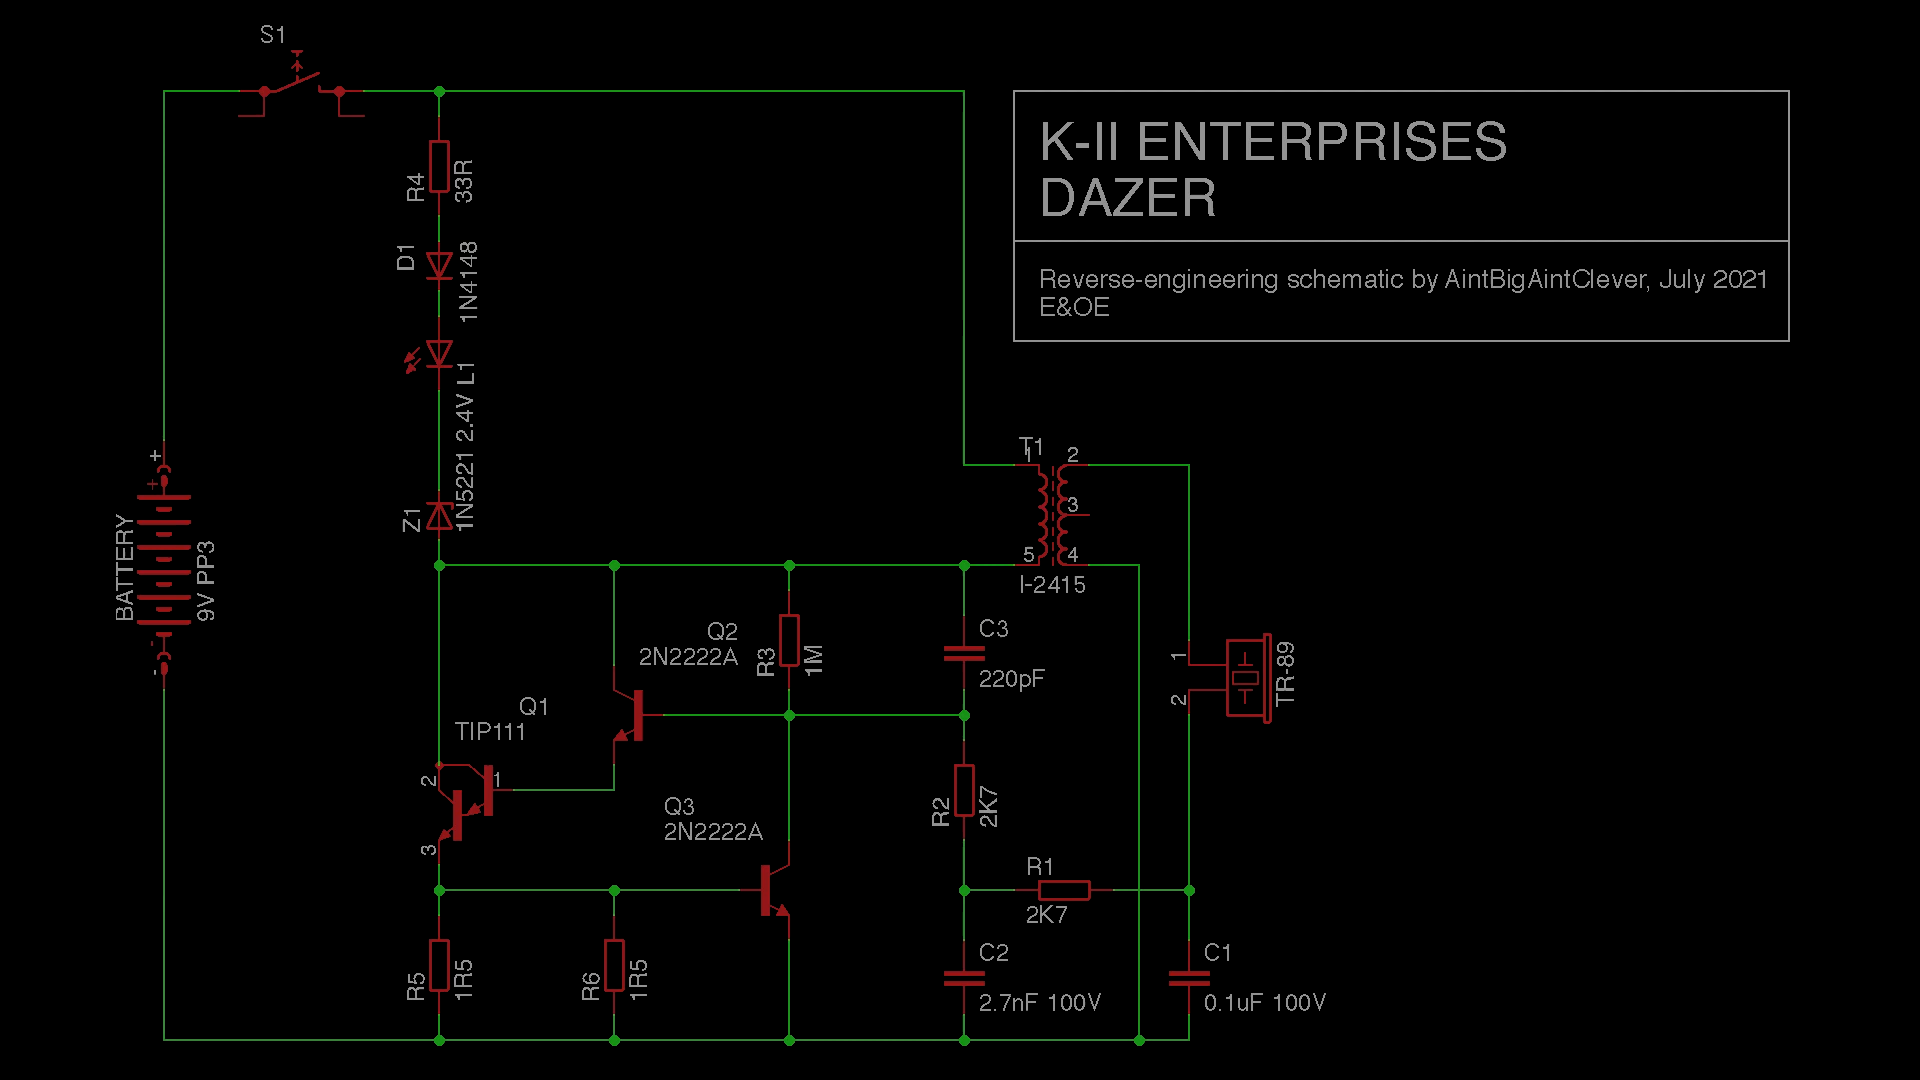 S1
K-II ENTERPRISES
DAZER
Reverse-engineering schematic by AintBigAintClever, July 2021
E&OE
R4
33R
D1
1N4148
L1
2.4V
Z1
1N5221
BATTERY
9V PP3
+
+
-
-
T1
1
2
3
5
4
I-2415
Q2
2N2222A
R3
1M
C3
220pF
1
2
TR-89
Q1
TIP111
2
1
3
Q3
2N2222A
R2
2K7
R1
2K7
R5
1R5
R6
1R5
C2
2.7nF 100V
C1
0.1uF 100V